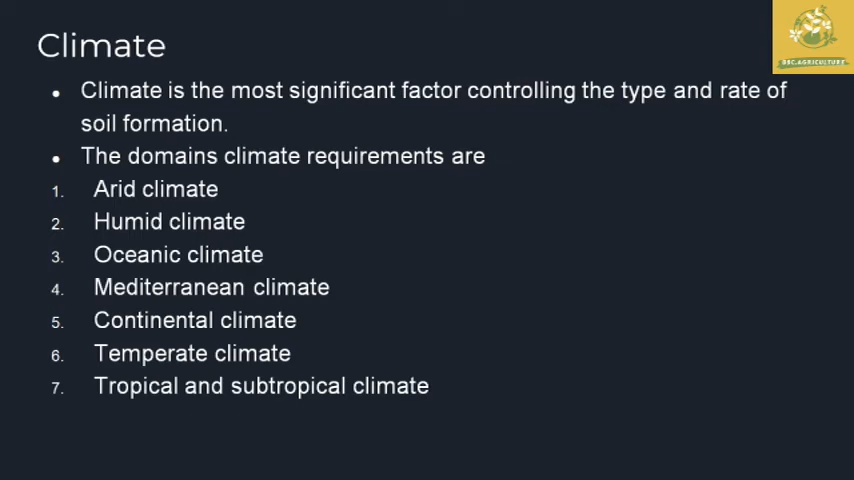 Climate
BSC.AGRICULTURE
• Climate is the most significant factor controlling the type and rate of
soil formation.
• The domains climate requirements are
1. Arid climate
2. Humid climate
3. Oceanic climate
4. Mediterranean climate
5. Continental climate
6. Temperate climate
7. Tropical and subtropical climate